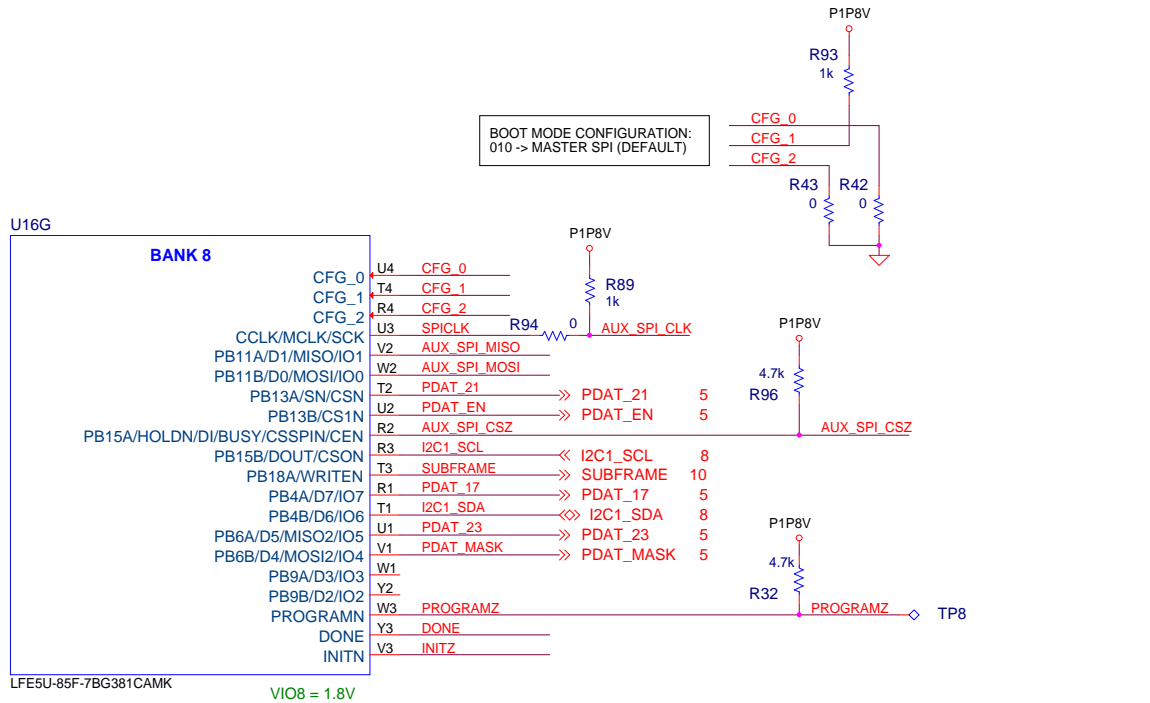 P1P8V
R93
1k
CFG_0
CFG_1
CFG_2
BOOT MODE CONFIGURATION:
010 -> MASTER SPI (DEFAULT)
R43 R42
0 0
U16G
BANK 8
P1P8V
R89
1k
CFG_0 U4 CFG_0
CFG_1 T4 CFG_1
CFG_2 R4 CFG_2
CCLK/MCLK/SCK U3 SPICLK R94 0 AUX_SPI_CLK
PB11A/D1/MISO/IO1 V2 AUX_SPI_MISO
PB11B/D0/MOSI/IO0 W2 AUX_SPI_MOSI
P1P8V
4.7k
R96
PB13A/SN/CSN T2 PDAT_21 PDAT_21 5
PB13B/CS1N U2 PDAT_EN PDAT_EN 5
PB15A/HOLDN/DI/BUSY/CSSPIN/CEN R2 AUX_SPI_CSZ AUX_SPI_CSZ
PB15B/DOUT/CSON R3 I2C1_SCL I2C1_SCL 8
PB18A/WRITEN T3 SUBFRAME SUBFRAME 10
PB4A/D7/IO7 R1 PDAT_17 PDAT_17 5
PB4B/D6/IO6 T1 I2C1_SDA I2C1_SDA 8
PB6A/D5/MISO2/IO5 U1 PDAT_23 PDAT_23 5
PB6B/D4/MOSI2/IO4 V1 PDAT_MASK PDAT_MASK 5
P1P8V
4.7k
R32
PB9A/D3/IO3 W1
PB9B/D2/IO2 Y2
PROGRAMN W3 PROGRAMZ PROGRAMZ TP8
DONE Y3 DONE
INITN V3 INITZ
LFE5U-85F-7BG381CAMK
VIO8 = 1.8V